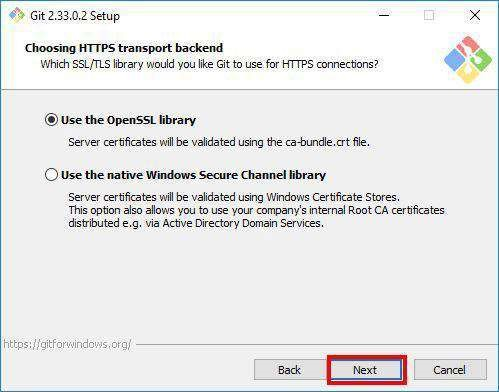 Git 2.33.0.2 Setup
Choosing HTTPS transport backend
Which SSL/TLS library would you like Git to use for HTTPS connections?
Use the OpenSSL library
Server certificates will be validated using the ca-bundle.crt file.
Use the native Windows Secure Channel library
Server certificates will be validated using Windows Certificate Stores.
This option also allows you to use your company's internal Root CA certificates
distributed e.g. via Active Directory Domain Services.
https://gitforwindows.org/
Back Next Cancel